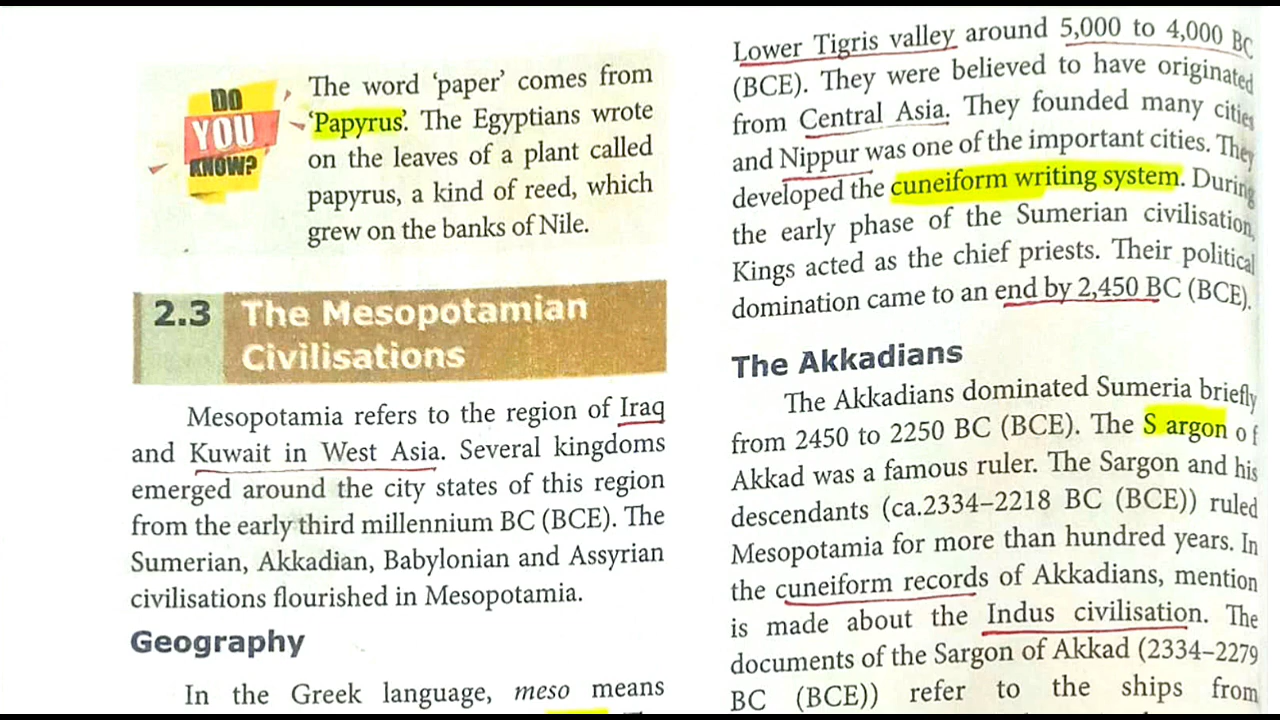 DO
YOU
KNOW?
The word ‘paper’ comes from
‘Papyrus’. The Egyptians wrote
on the leaves of a plant called
papyrus, a kind of reed, which
grew on the banks of Nile.
2.3 The Mesopotamian
Civilisations
Mesopotamia refers to the region of Iraq
and Kuwait in West Asia. Several kingdoms
emerged around the city states of this region
from the early third millennium BC (BCE). The
Sumerian, Akkadian, Babylonian and Assyrian
civilisations flourished in Mesopotamia.
Geography
In the Greek language, meso means
Lower Tigris valley around 5,000 to 4,000 BC
(BCE). They were believed to have originated
from Central Asia. They founded many cities
and Nippur was one of the important cities. They
developed the cuneiform writing system. During
the early phase of the Sumerian civilisation,
Kings acted as the chief priests. Their political
domination came to an end by 2,450 BC (BCE).
The Akkadians
The Akkadians dominated Sumeria briefly
from 2450 to 2250 BC (BCE). The S argon of
Akkad was a famous ruler. The Sargon and his
descendants (ca.2334–2218 BC (BCE)) ruled
Mesopotamia for more than hundred years. In
the cuneiform records of Akkadians, mention
is made about the Indus civilisation. The
documents of the Sargon of Akkad (2334–2279
BC (BCE)) refer to the ships from